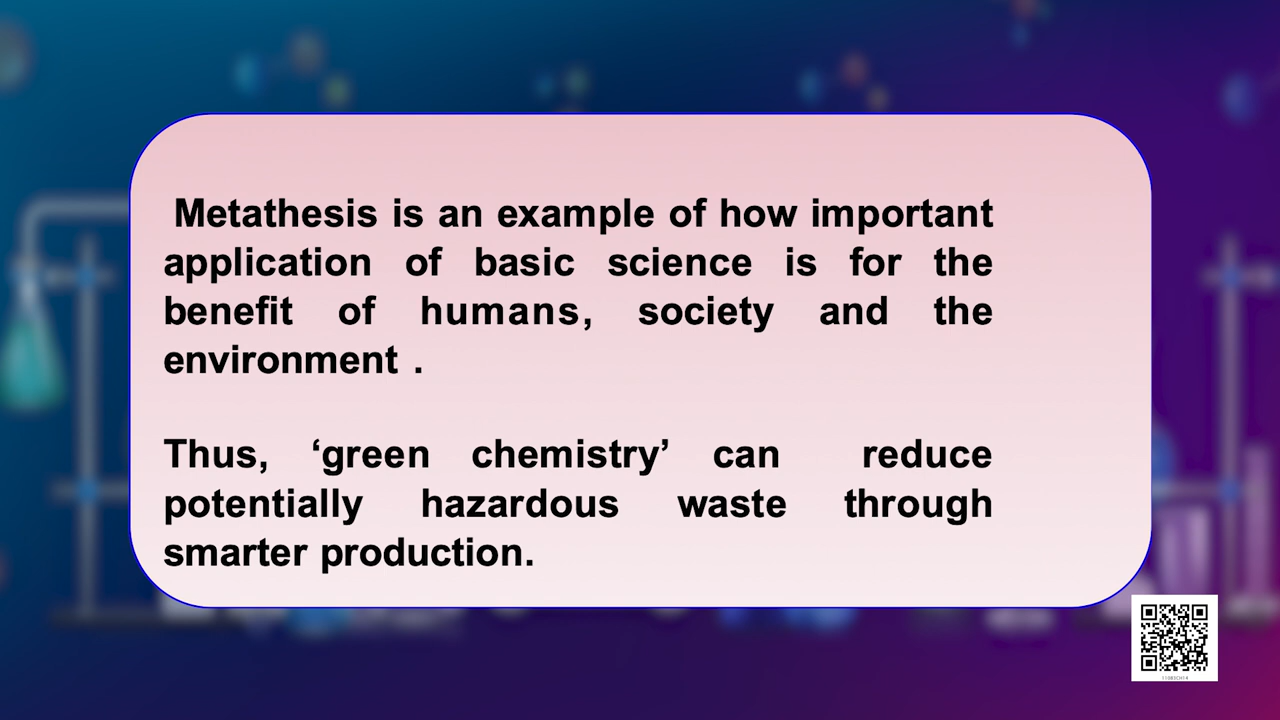 Metathesis is an example of how important
application of basic science is for the
benefit of humans, society and the
environment .
Thus, ‘green chemistry’ can reduce
potentially hazardous waste through
smarter production.